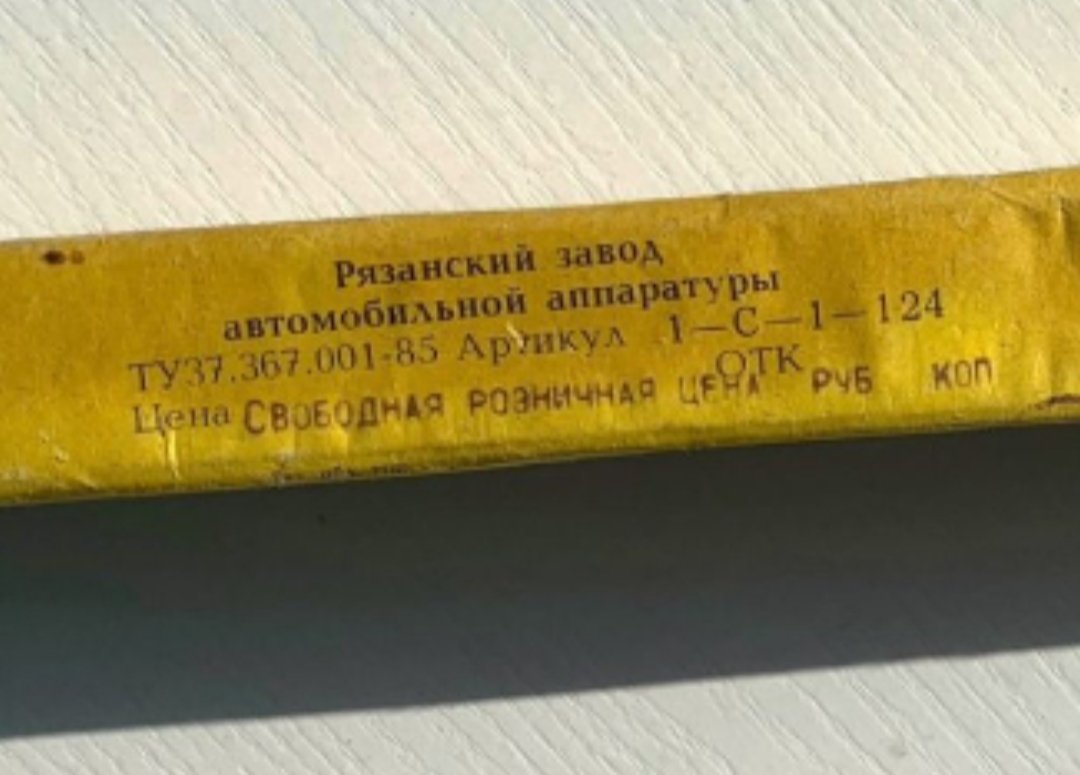 Рязанский завод
автомобильной аппаратуры
ТУ37.367.001-85 Артикул 1—С—1—124
ОТК
Цена СВОБОДНАЯ РОЗНИЧНАЯ ЦЕНА РУБ КОП